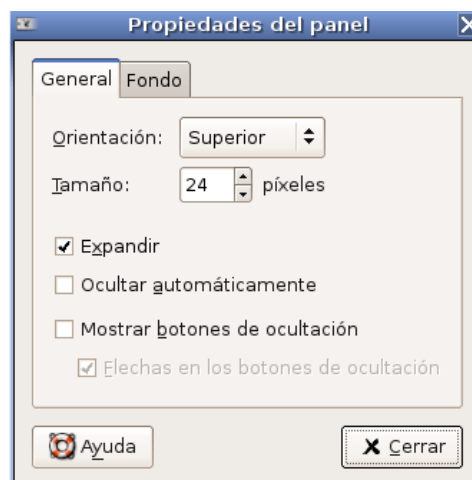 Propiedades del panel
General Fondo
Orientación: Superior
Tamaño: 24 píxeles
Expandir
Ocultar automáticamente
Mostrar botones de ocultación
Flechas en los botones de ocultación
Ayuda Cerrar